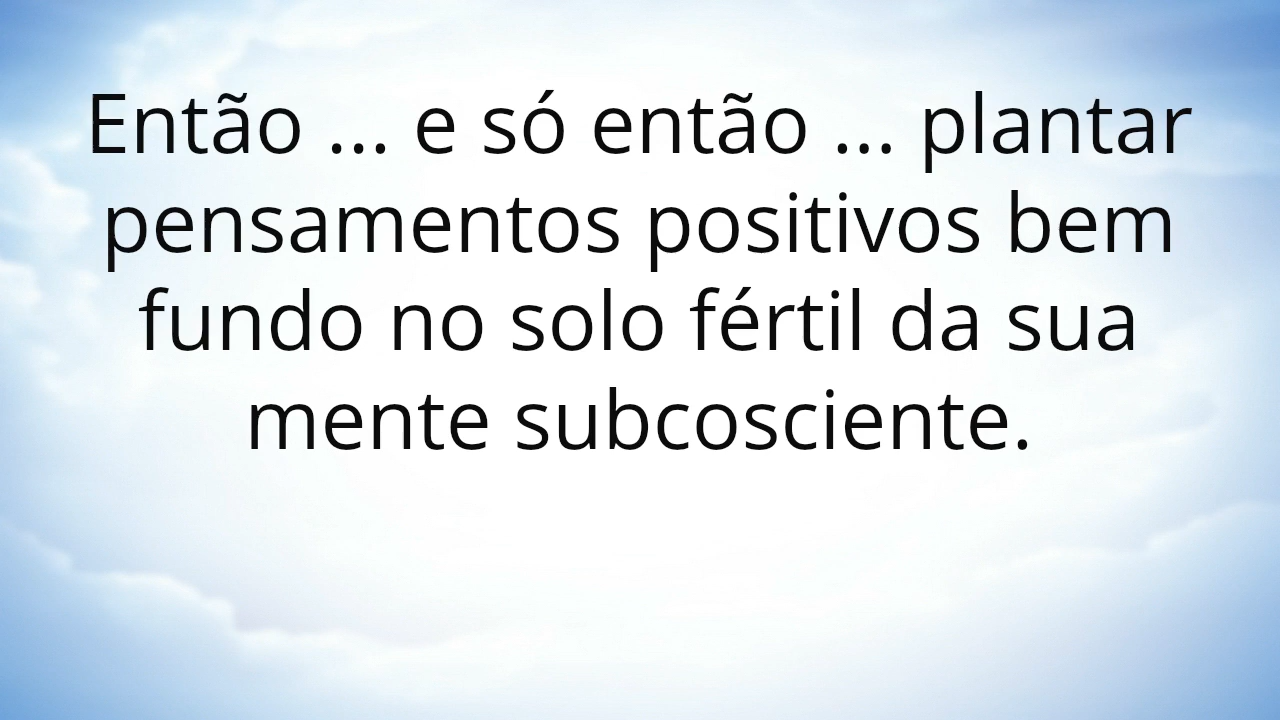 Então ... e só então ... plantar
pensamentos positivos bem
fundo no solo fértil da sua
mente subcosciente.